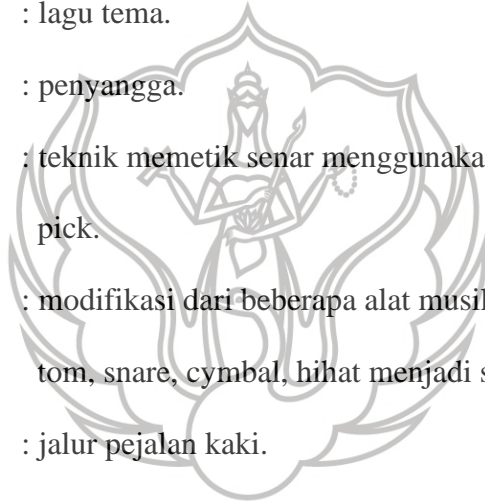 : lagu tema.
: penyangga.
: teknik memetik senar menggunaka
pick.
: modifikasi dari beberapa alat musi
tom, snare, cymbal, hihat menjadi s
: jalur pejalan kaki.